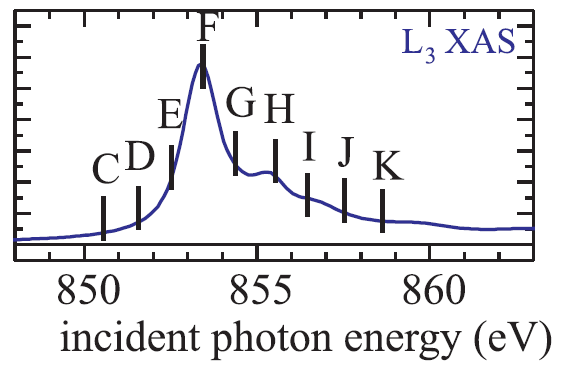 F
L3 XAS
E
G H
C D
I J K
850 855 860
incident photon energy (eV)